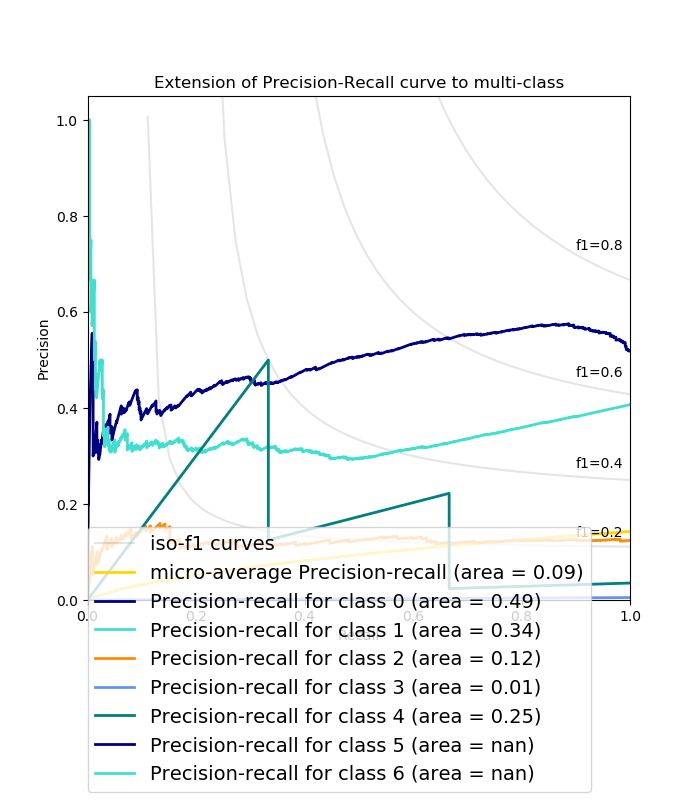 Extension of Precision-Recall curve to multi-class
1.0
0.8
0.6
0.4
0.2
0.0
Precision
f1=0.8
f1=0.6
f1=0.4
f1=0.2
0.0 0.2 0.4 0.6 0.8 1.0
Recall
iso-f1 curves
micro-average Precision-recall (area = 0.09)
Precision-recall for class 0 (area = 0.49)
Precision-recall for class 1 (area = 0.34)
Precision-recall for class 2 (area = 0.12)
Precision-recall for class 3 (area = 0.01)
Precision-recall for class 4 (area = 0.25)
Precision-recall for class 5 (area = nan)
Precision-recall for class 6 (area = nan)